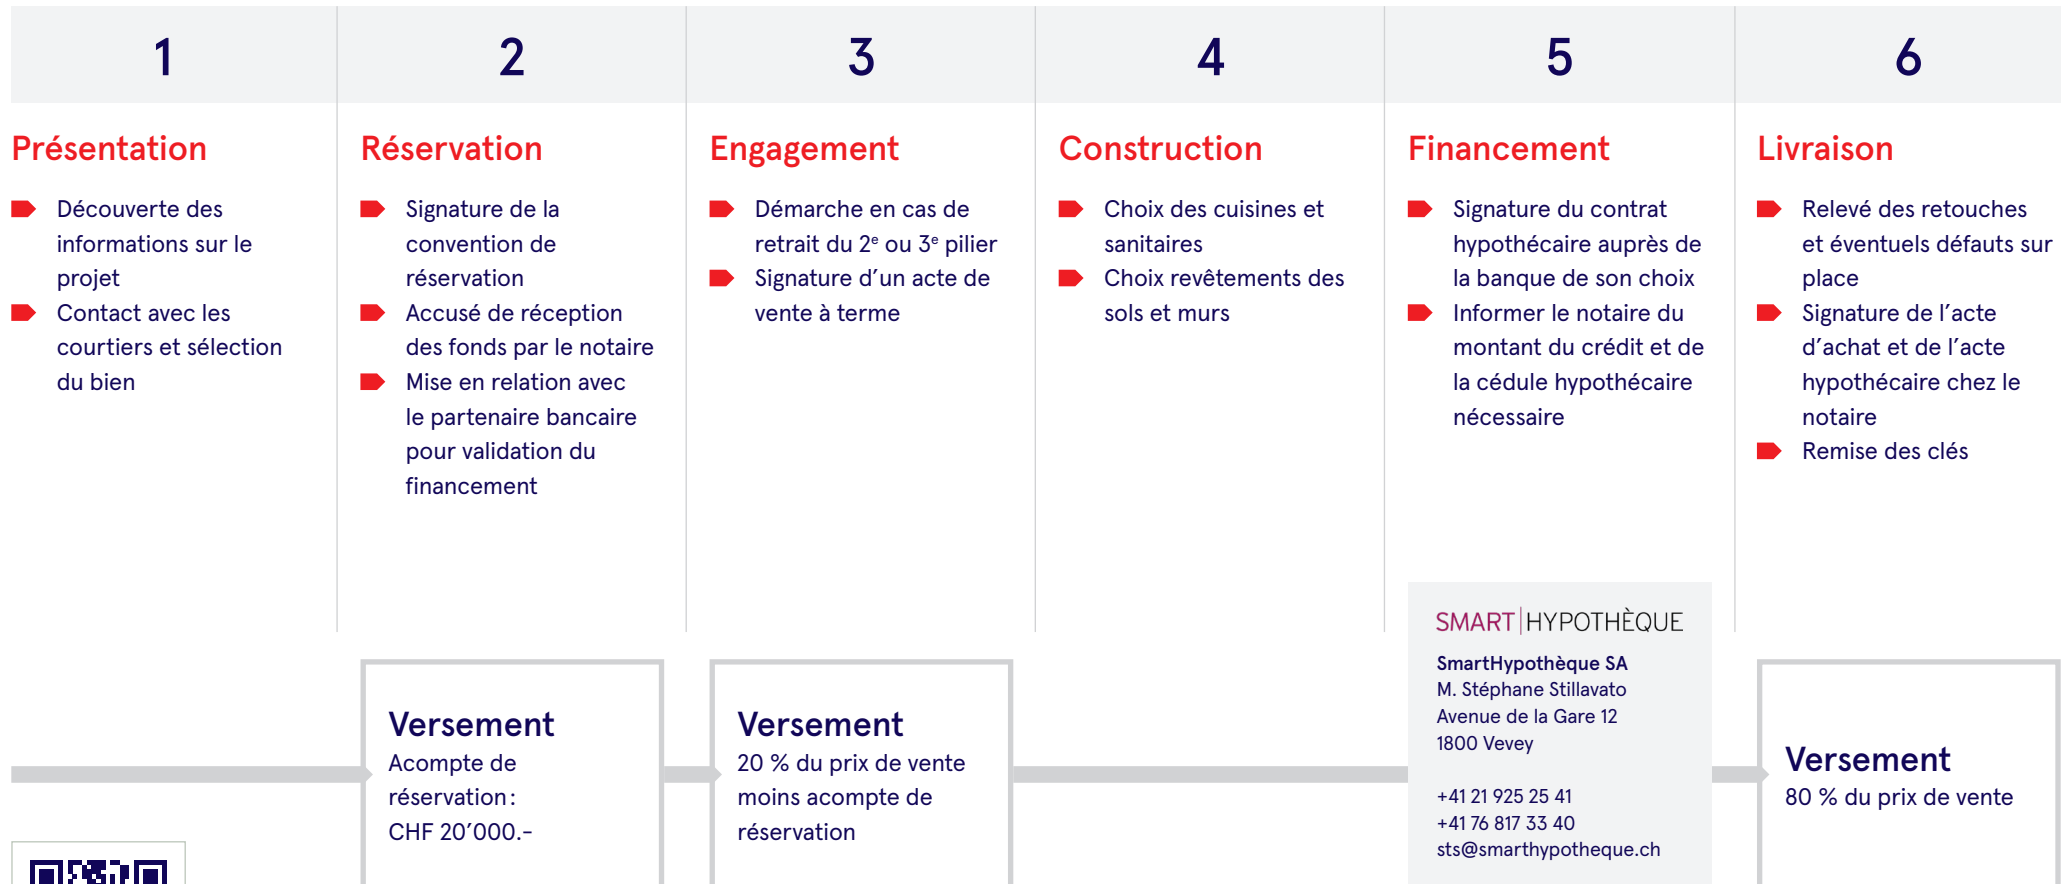 1
2
3
4
5
6
Présentation
Découverte des
informations sur le
projet
Contact avec les
courtiers et sélection
du bien
Réservation
Signature de la
convention de
réservation
Accusé de réception
des fonds par le notaire
Mise en relation avec
le partenaire bancaire
pour validation du
financement
Engagement
Démarche en cas de
retrait du 2e ou 3e pilier
Signature d’un acte de
vente à terme
Construction
Choix des cuisines et
sanitaires
Choix revêtements des
sols et murs
Financement
Signature du contrat
hypothécaire auprès de
la banque de son choix
Informer le notaire du
montant du crédit et de
la cédule hypothécaire
nécessaire
Livraison
Relevé des retouches
et éventuels défauts sur
place
Signature de l’acte
d’achat et de l’acte
hypothécaire chez le
notaire
Remise des clés
Versement
Acompte de
réservation :
CHF 20’000.-
Versement
20 % du prix de vente
moins acompte de
réservation
SMART|HYPOTHÈQUE
SmartHypothèque SA
M. Stéphane Stillavato
Avenue de la Gare 12
1800 Vevey
+41 21 925 25 41
+41 76 817 33 40
sts@smarthypotheque.ch
Versement
80 % du prix de vente